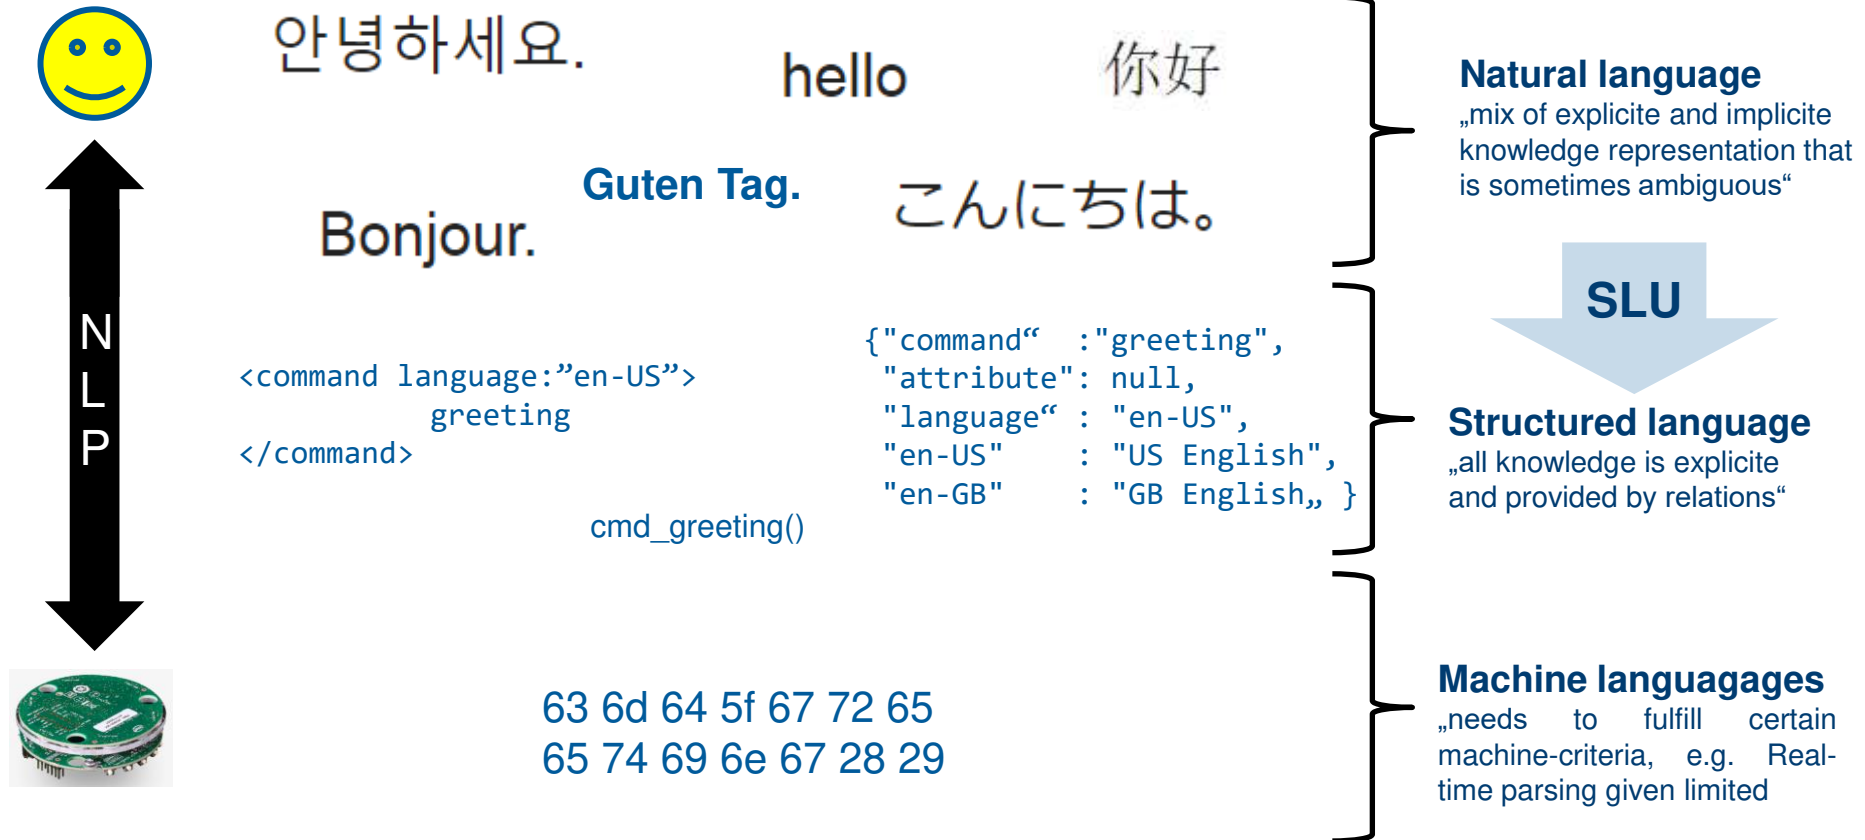 안녕하세요.
hello
你好
Guten Tag.
Bonjour.
こんにちは。
Natural language
„mix of explicite and implicite
knowledge representation that
is sometimes ambiguous“
SLU
N
L
P
<command language:”en-US”>
greeting
</command>
{"command“ :"greeting",
"attribute": null,
"language“ : "en-US",
"en-US" : "US English",
"en-GB" : "GB English„ }
cmd_greeting()
Structured language
„all knowledge is explicite
and provided by relations“
63 6d 64 5f 67 72 65
65 74 69 6e 67 28 29
Machine languagages
„needs to fulfill certain
machine-criteria, e.g. Real-
time parsing given limited